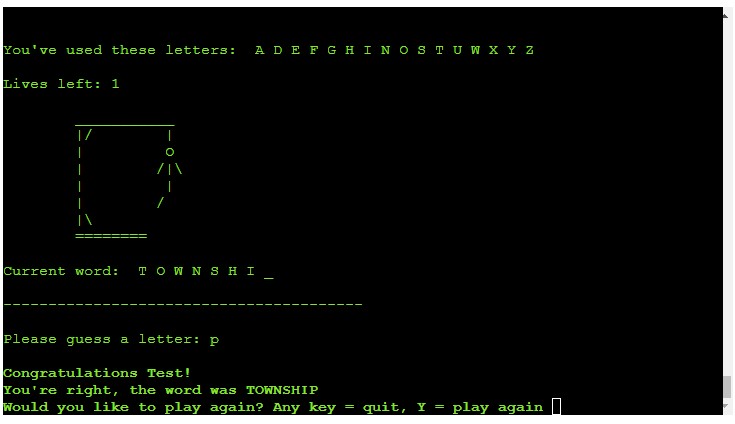 You've used these letters:  A D E F G H I N O S T U W X Y Z
Lives left: 1
___________
|/        |
|         o
|        /|\
|         |
|        /
|\
========
Current word:  T O W N S H I _
----------------------------------------
Please guess a letter: p
Congratulations Test!
You're right, the word was TOWNSHIP
Would you like to play again? Any key = quit, Y = play again